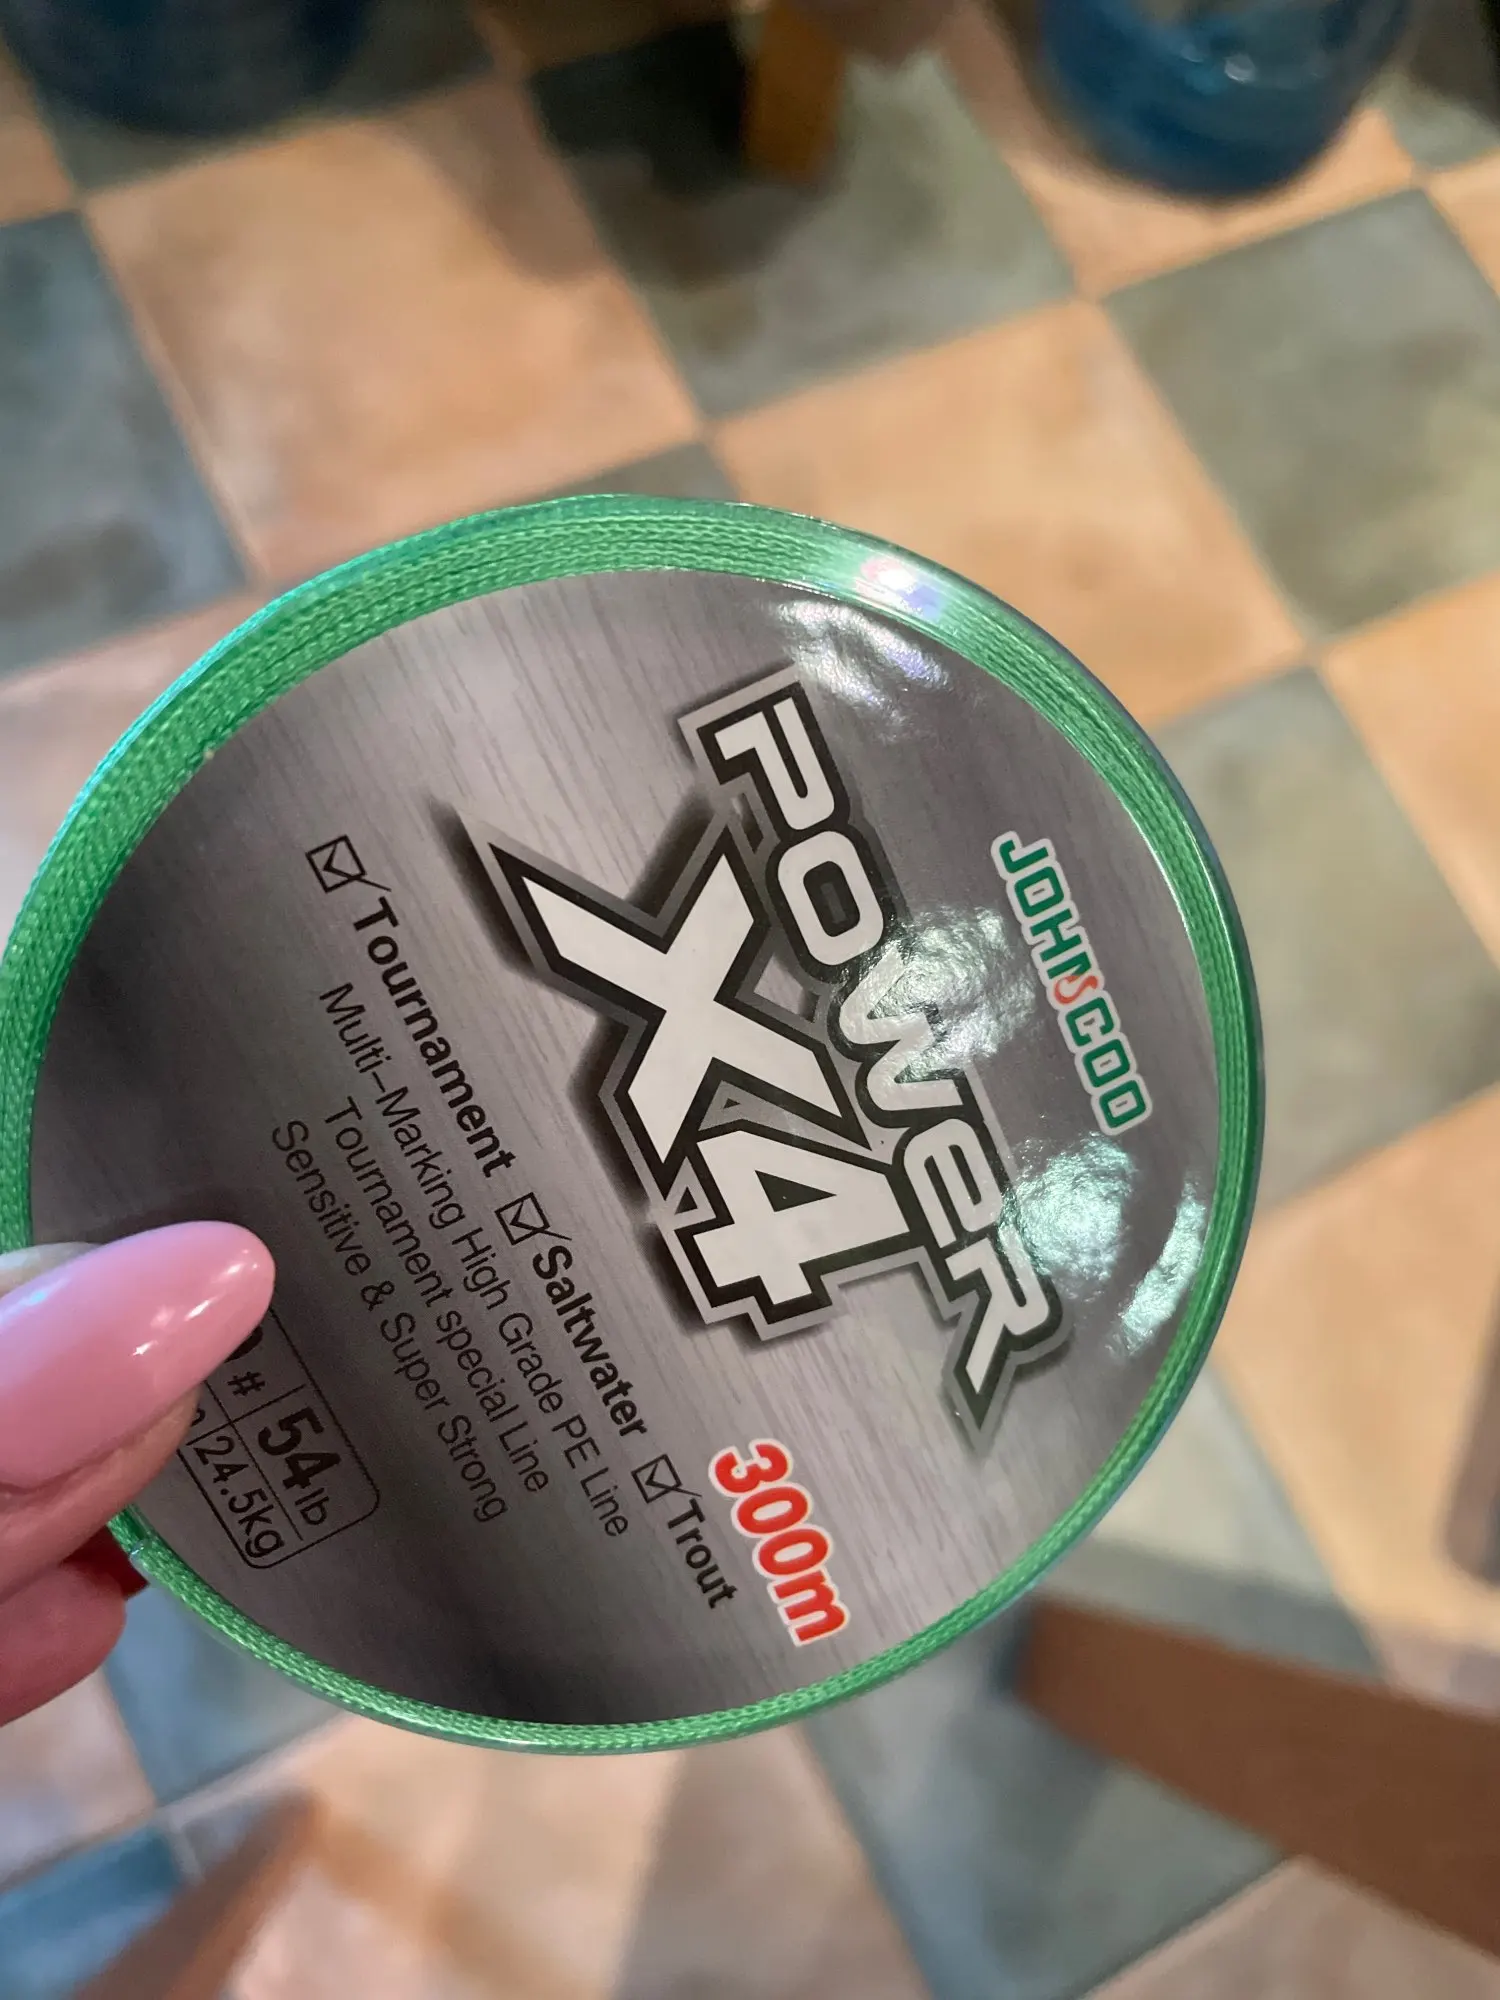 JOHNSCOO
POWER
X4
300m
Tournament Saltwater Trout
Multi-Marking High Grade PE Line
Tournament special Line
Sensitive & Super Strong
# 54lb
24.5kg